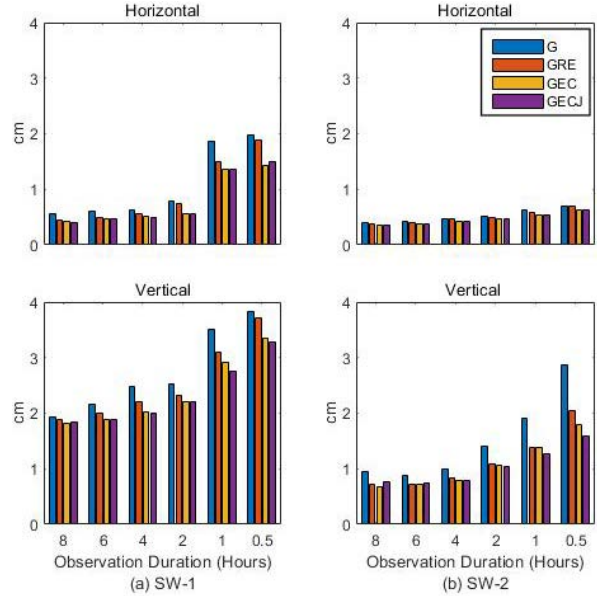 Horizontal
4
3
2
1
0
cm
Horizontal
4
3
2
1
0
cm
G
GRE
GEC
GECJ
Vertical
4
3
2
1
0
cm
8 6 4 2 1 0.5
Observation Duration (Hours)
(a) SW-1
Vertical
4
3
2
1
0
cm
8 6 4 2 1 0.5
Observation Duration (Hours)
(b) SW-2